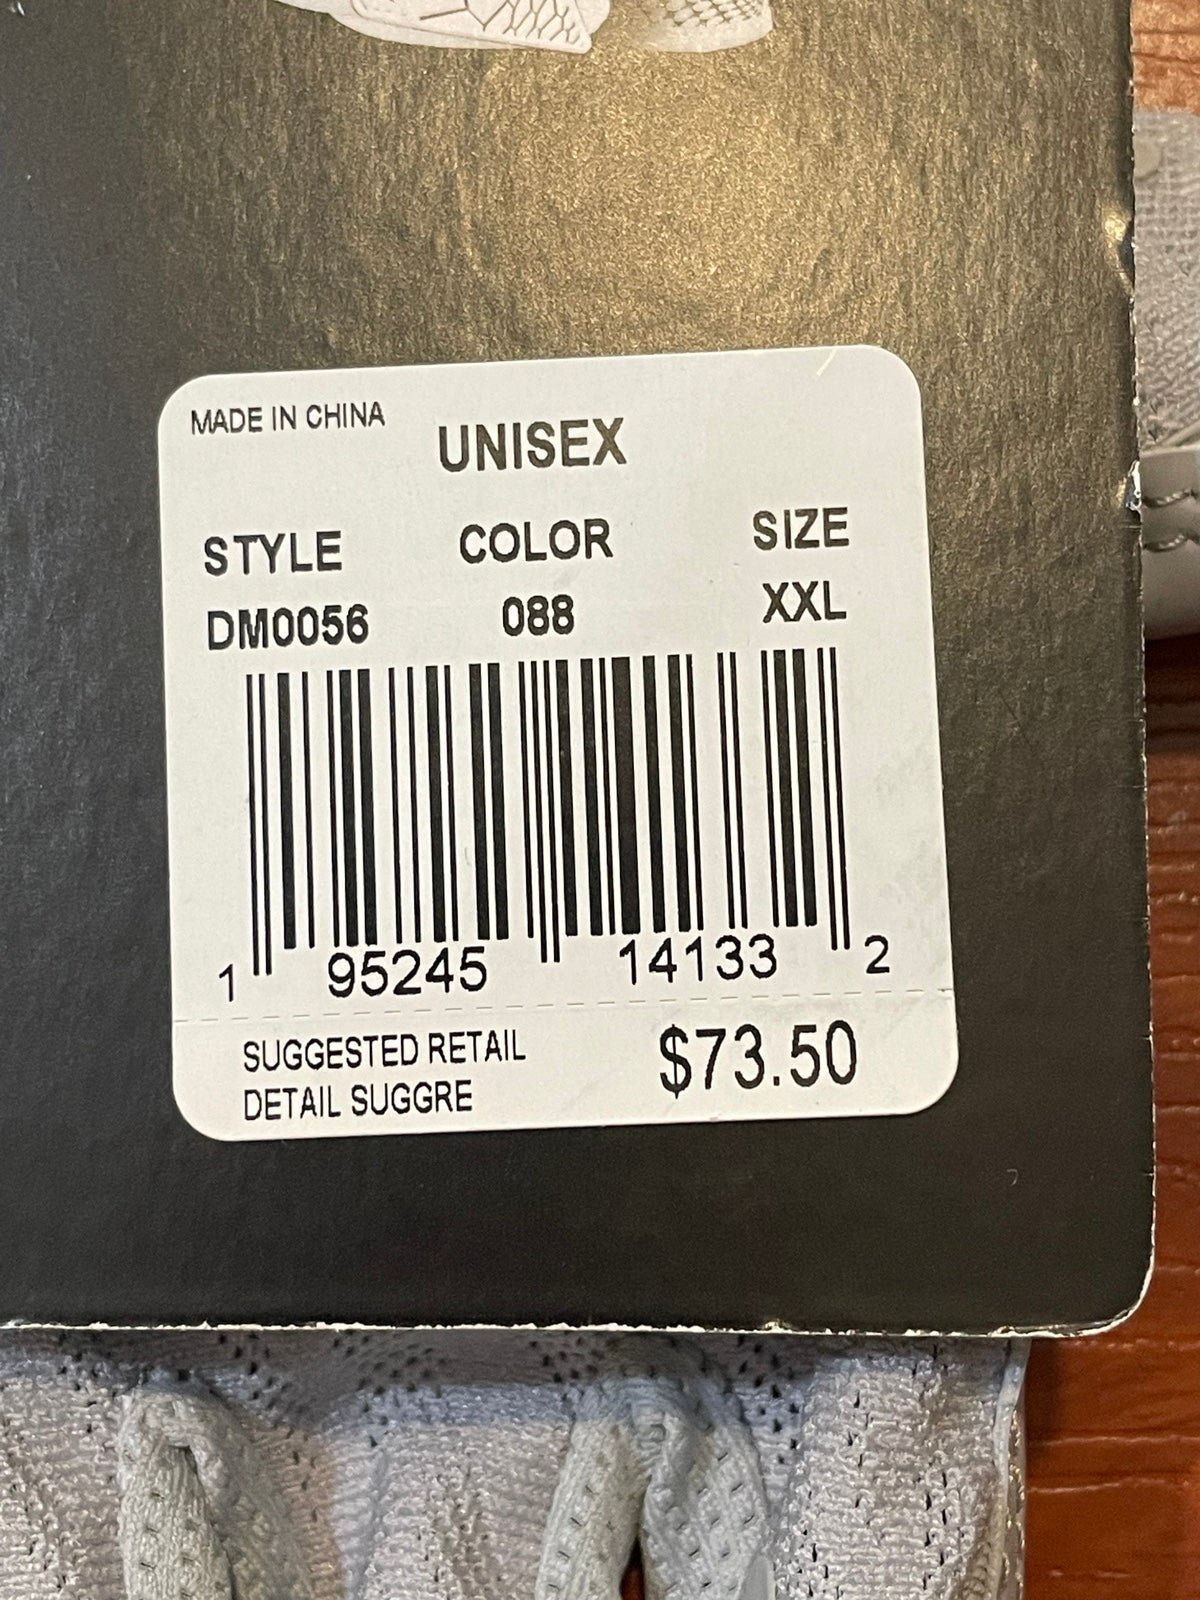 MADE IN CHINA
UNISEX
STYLE COLOR SIZE
DM0056 088 XXL
1 95245 14133 2
SUGGESTED RETAIL $73.50
DETAIL SUGGRE